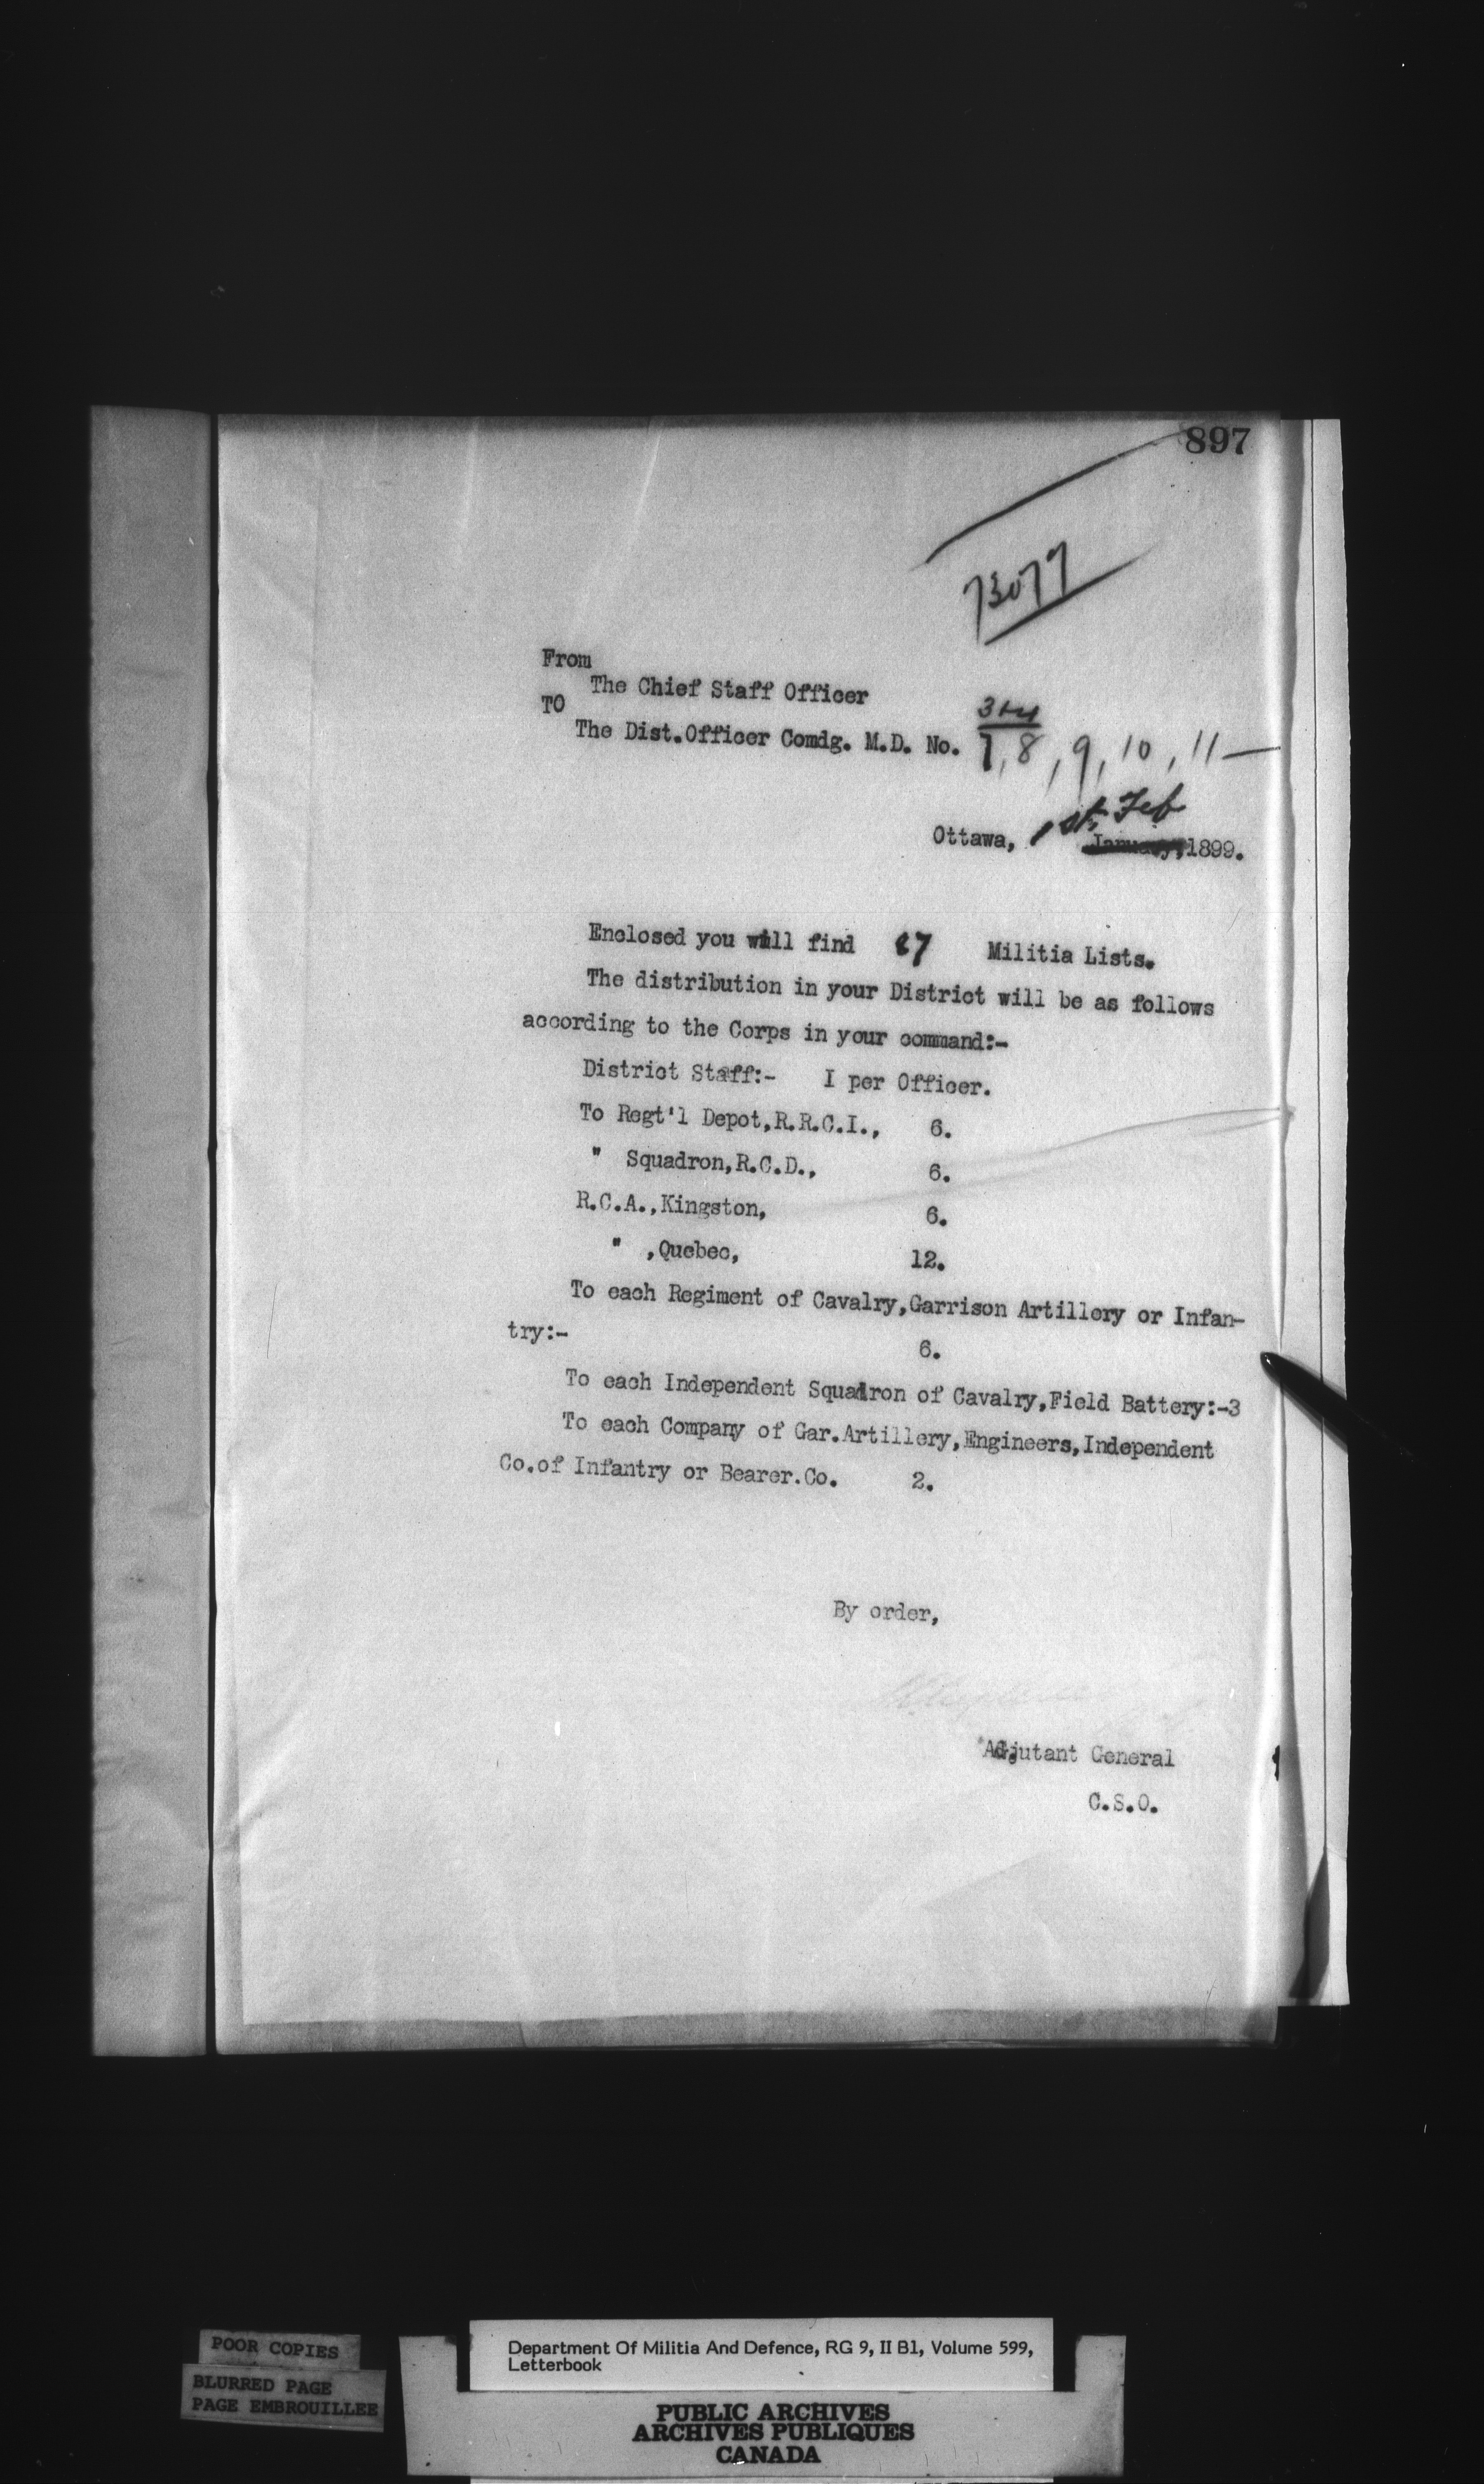 897
73077
From
The Chief Staff Officer
TO
3 & 4
The Dist.Officer Comdg. M.D. No. 7, 8, 9, 10, 11 —
Ottawa, 1st. Feb January, 1899.
Enclosed you will find 27 Militia Lists.
The distribution in your District will be as follows
according to the Corps in your command:-
District Staff:- I per Officer.
To Regt'l Depot,R.R.C.I., 6.
" Squadron,R.C.D., 6.
R.C.A.,Kingston, 6.
" ,Quebec, 12.
To each Regiment of Cavalry,Garrison Artillery or Infan-
try:- 6.
To each Independent Squadron of Cavalry,Field Battery:-3
To each Company of Gar.Artillery,Engineers,Independent
Co.of Infantry or Bearer.Co. 2.
By order,
Adjutant General
C.S.O.
POOR COPIES
BLURRED PAGE
PAGE EMBROUILLEE
Department Of Militia And Defence, RG 9, II B1, Volume 599,
Letterbook
PUBLIC ARCHIVES
ARCHIVES PUBLIQUES
CANADA